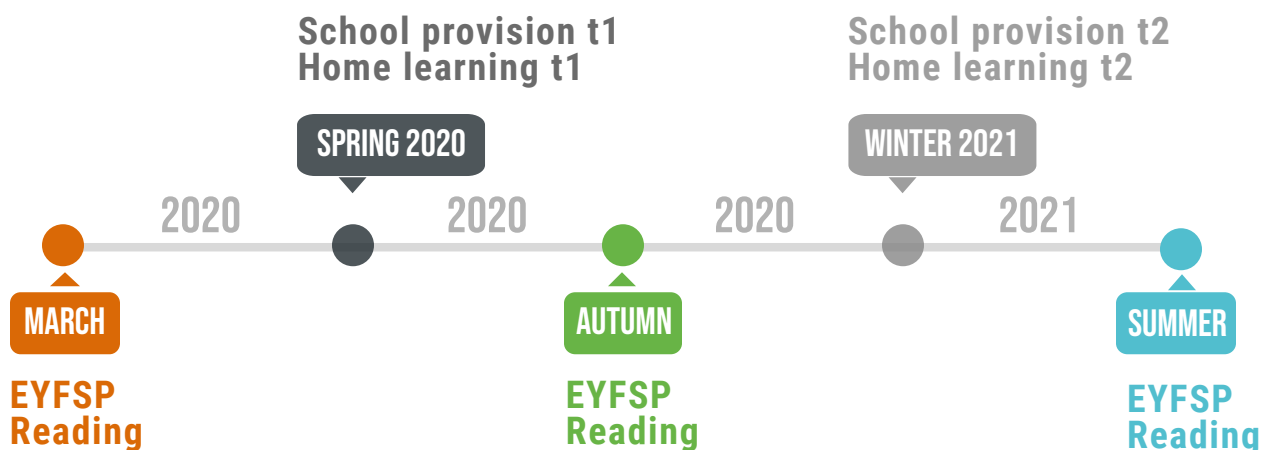 School provision t1
Home learning t1
School provision t2
Home learning t2
SPRING 2020
WINTER 2021
2020
2020
2020
2021
MARCH
AUTUMN
SUMMER
EYFSP
Reading
EYFSP
Reading
EYFSP
Reading